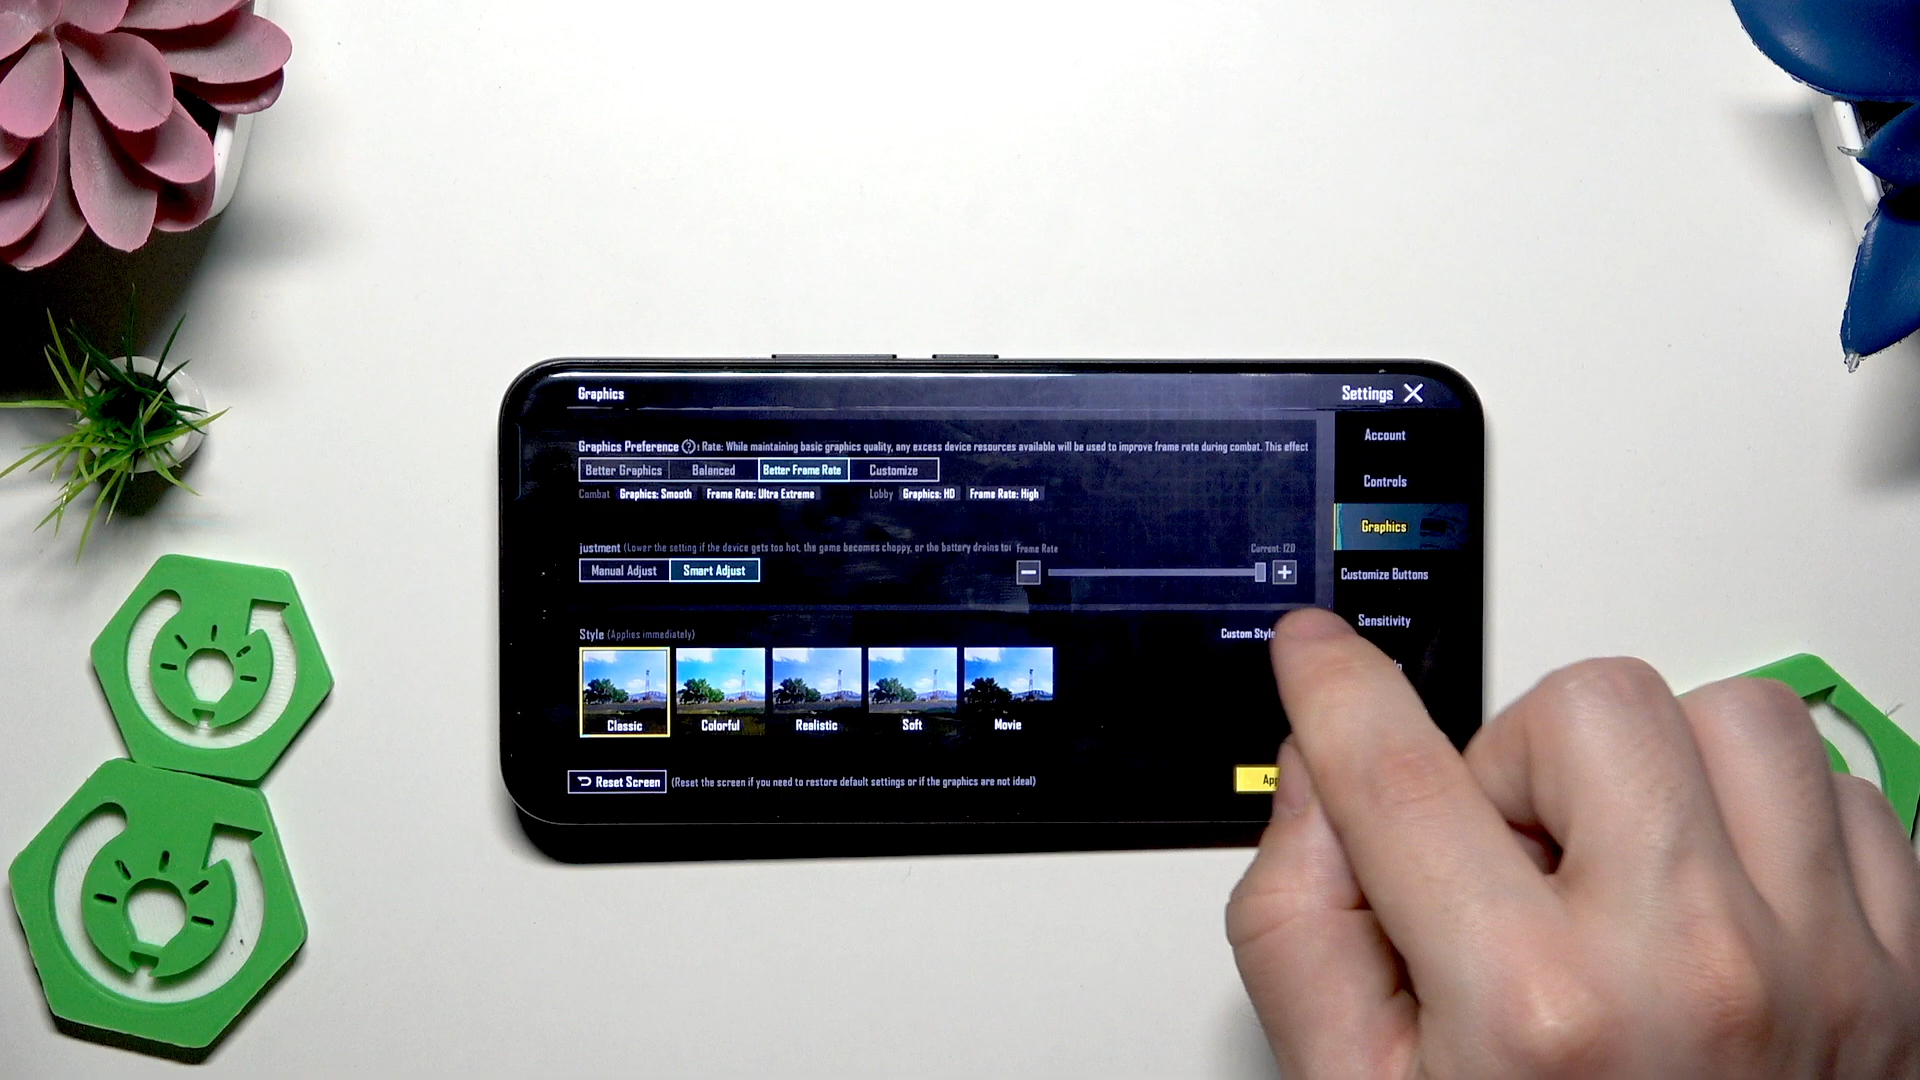 Graphics
Settings
Graphics Preference ? : Rate: While maintaining basic graphics quality, any excess device resources available will be used to improve frame rate during combat. This effect
Better Graphics Balanced Better Frame Rate Customize
Combat Graphics: Smooth Frame Rate: Ultra Extreme Lobby Graphics: HD Frame Rate: High
justment (Lower the setting if the device gets too hot, the game becomes choppy, or the battery drains to
Frame Rate Current: 120
Manual Adjust Smart Adjust
Style (Applies immediately)
Custom Style
Classic Colorful Realistic Soft Movie
Reset Screen (Reset the screen if you need to restore default settings or if the graphics are not ideal)
Account
Controls
Graphics
Customize Buttons
Sensitivity